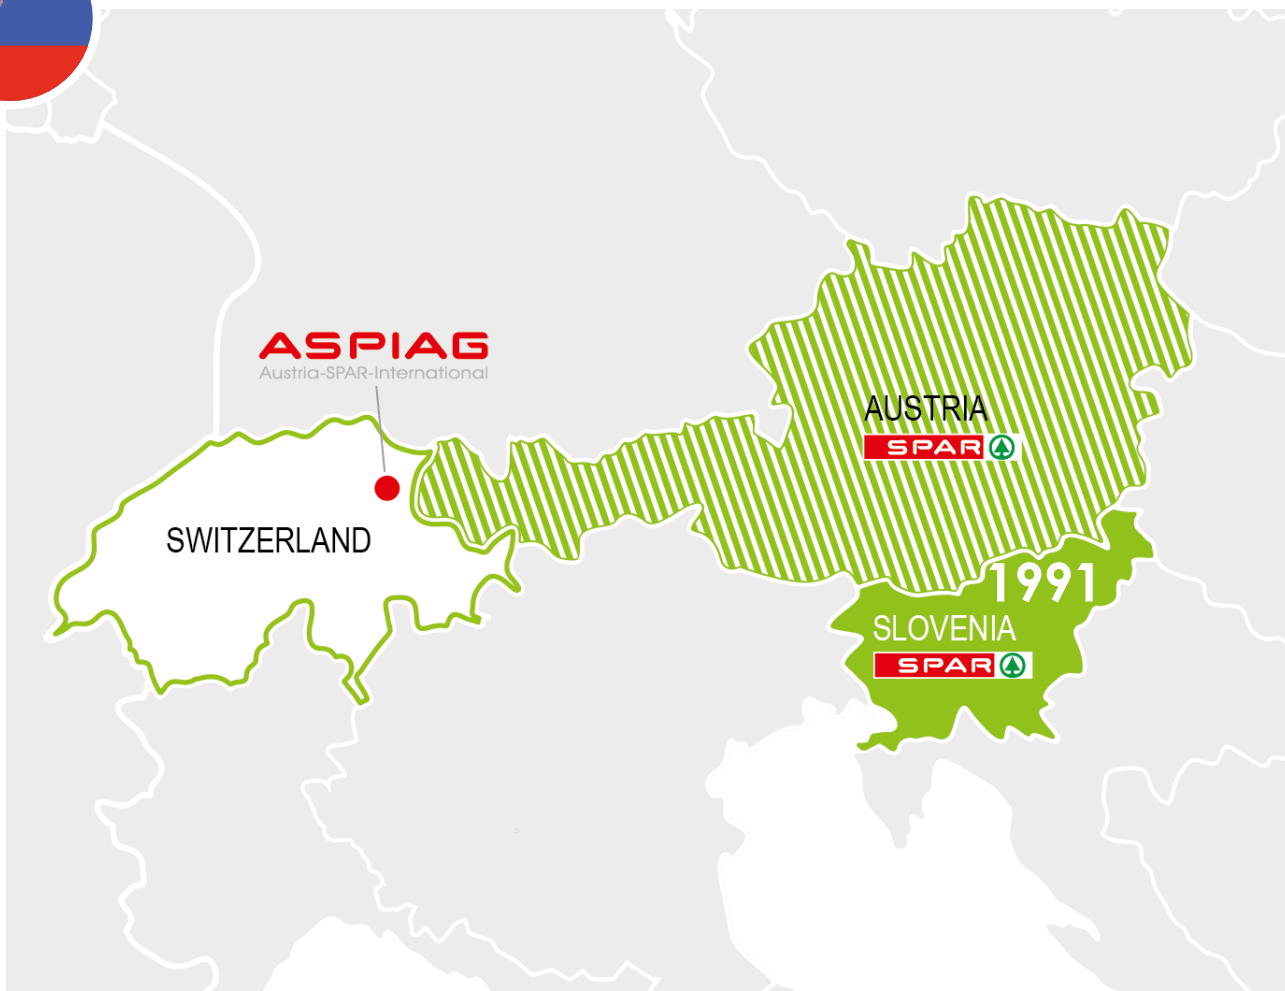 ASPIAG
Austria-SPAR-International
SWITZERLAND
AUSTRIA
SPAR
1991
SLOVENIA
SPAR